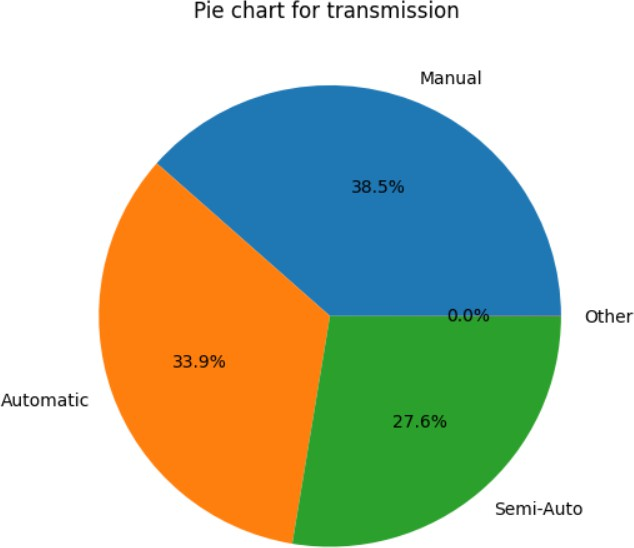 Pie chart for transmission
Manual
38.5%
0.0%
Other
33.9%
Automatic
27.6%
Semi-Auto